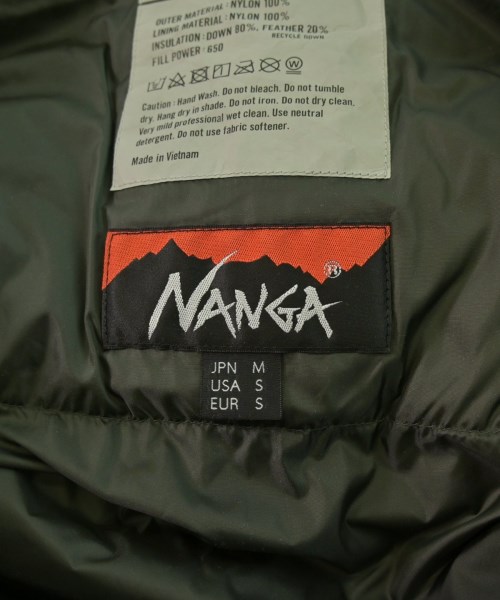 OUTER MATERIAL : NYLON 100%
LINING MATERIAL : NYLON 100%
INSULATION : DOWN 80%, FEATHER 20%
RECYCLE DOWN
FILL POWER : 650
W
Caution : Hand Wash. Do not bleach. Do not tumble
dry. Hang dry in shade. Do not iron. Do not dry clean.
Very mild professional wet clean. Use neutral
detergent. Do not use fabric softener.
Made in Vietnam
NANGA ®
JPN M
USA S
EUR S